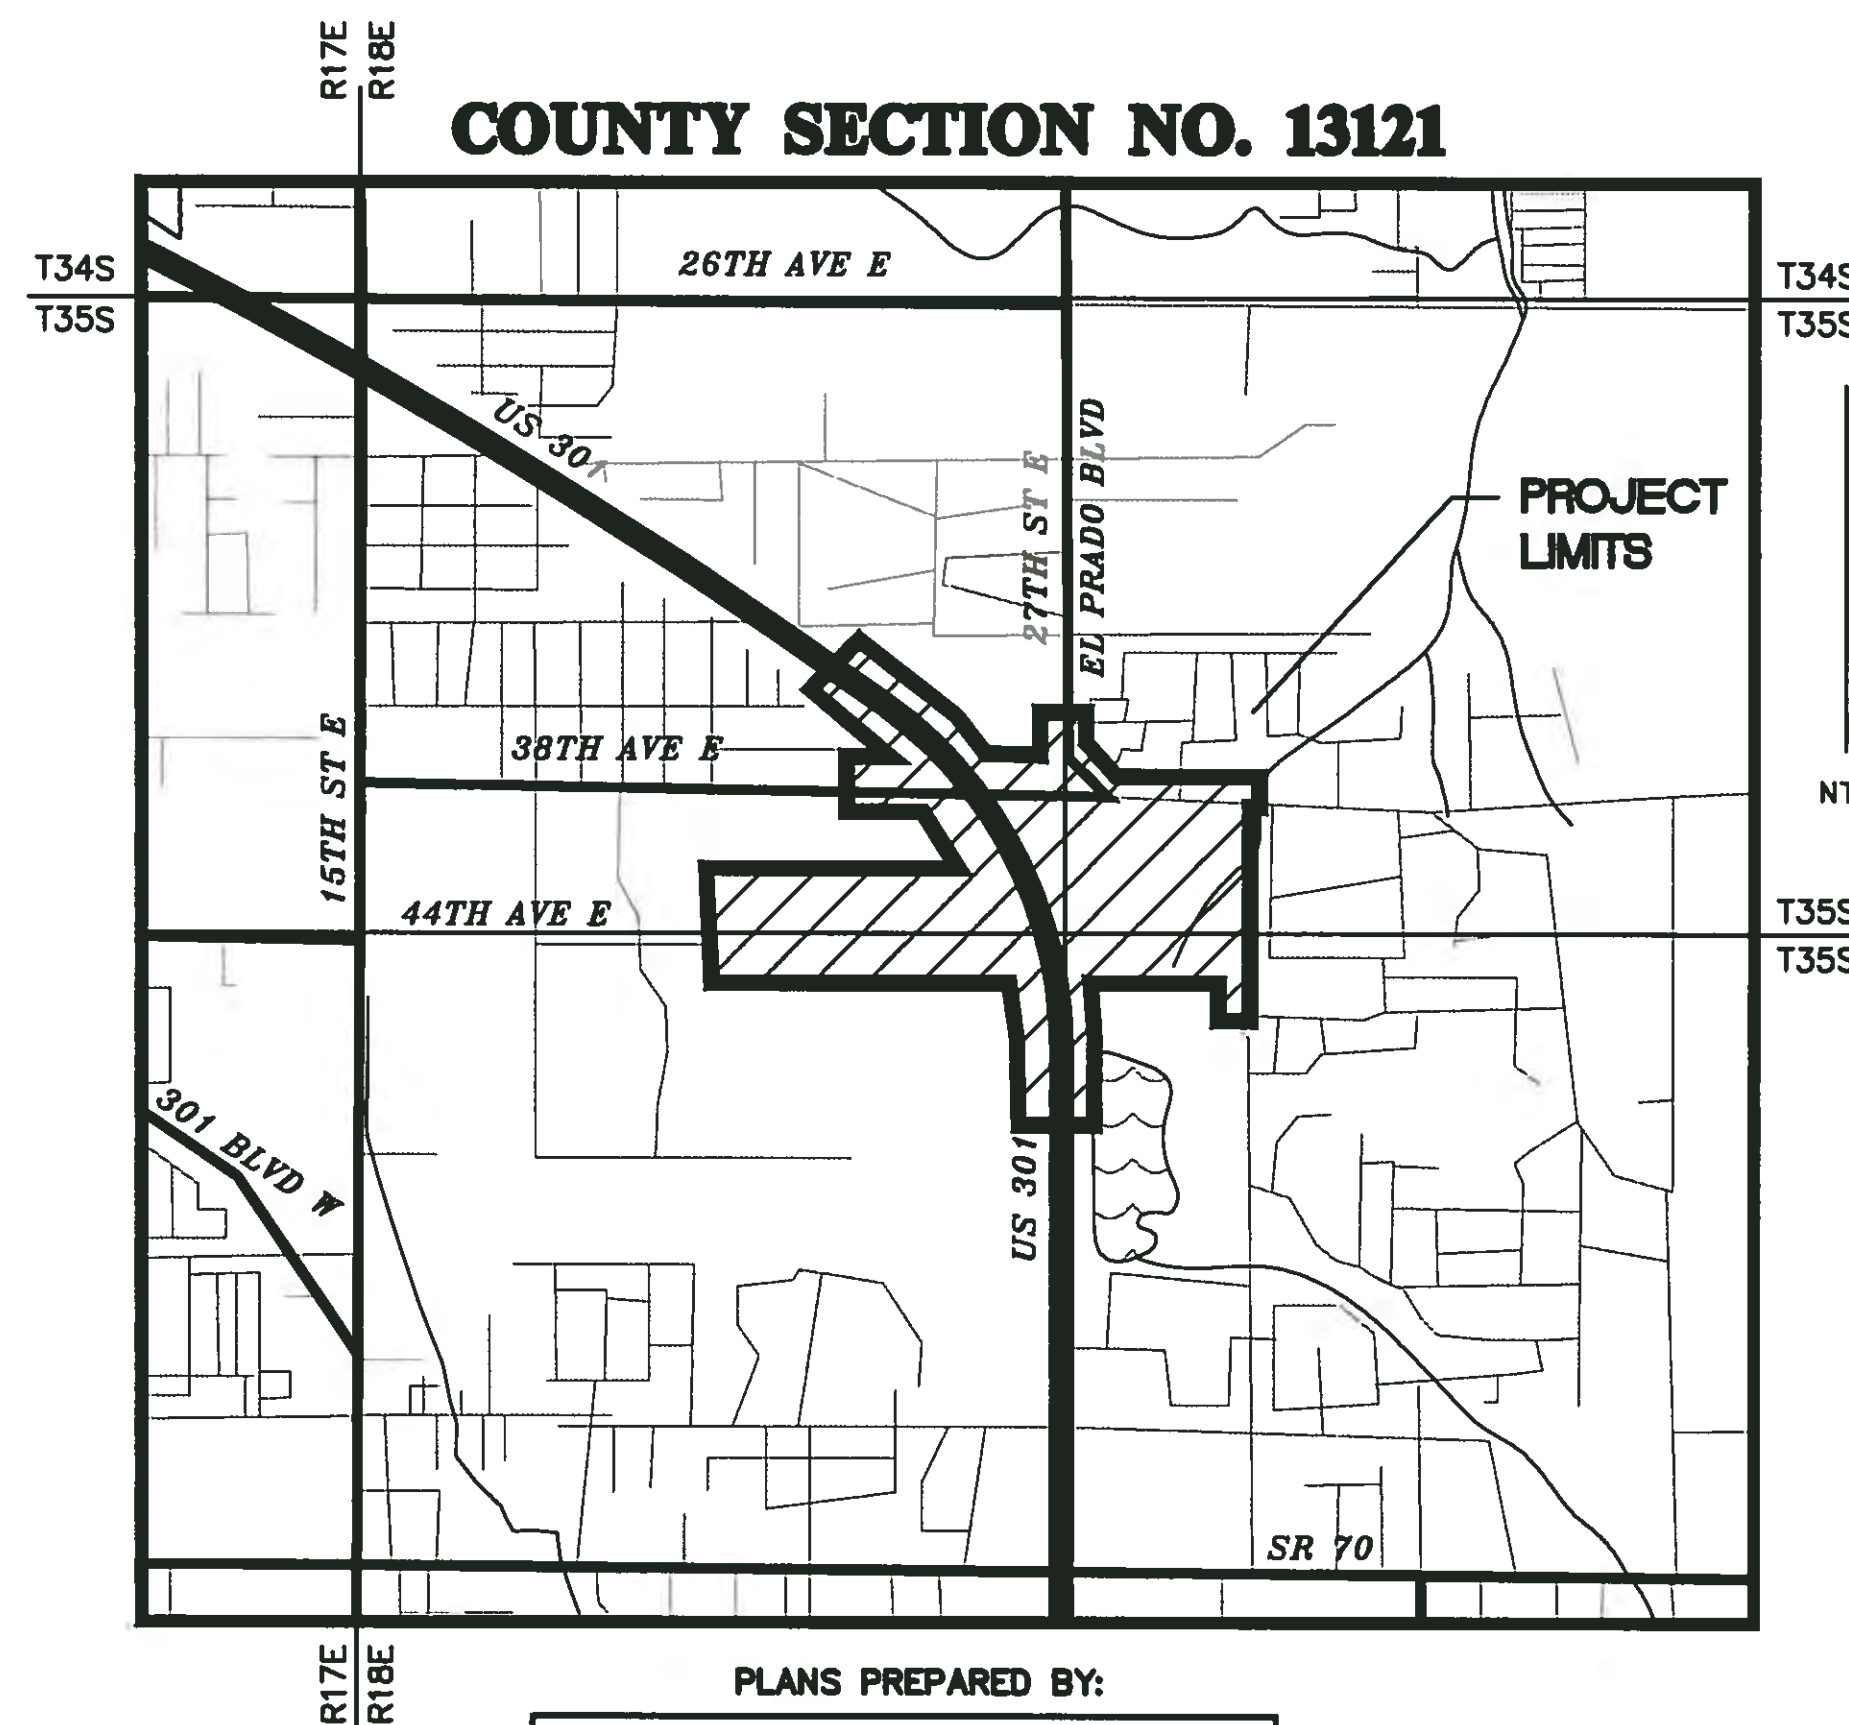 R17E
R18E
COUNTY SECTION NO. 13121
T34S
T35S
26TH AVE E
T34S
T35S
US 301
27TH ST E
EL PRADO BLVD
PROJECT
LIMITS
15TH ST E
38TH AVE E
NT
44TH AVE E
T35S
T35S
301 BLVD W
US 301
SR 70
R17E
R18E
PLANS PREPARED BY: